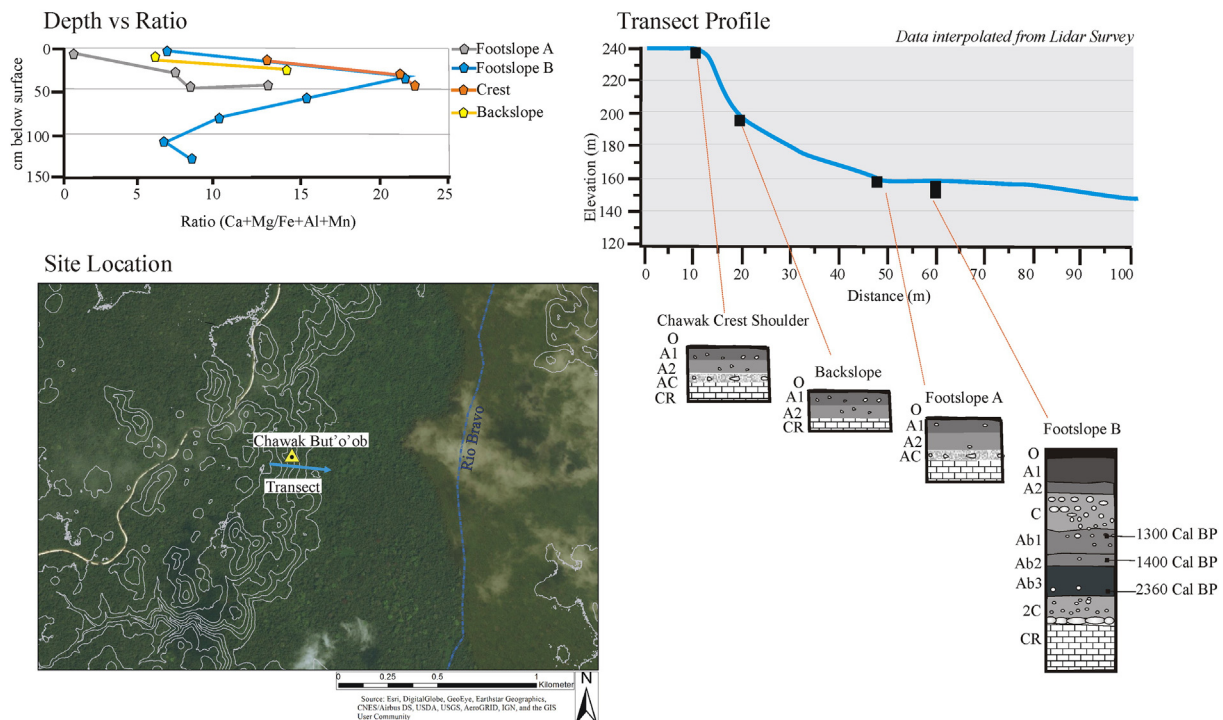 Depth vs Ratio
0
50
100
150
cm below surface
0
10
15
20
25
Ratio (Ca+Mg/Fe+Al+Mn)
Footslope A
Footslope B
Crest
Backslope
Transect Profile
Data interpolated from Lidar Survey
240
220
200
180
160
140
120
Elevation (m)
0
10
20
30
40
50
60
70
80
90
100
Distance (m)
Site Location
Chawak But'o'ob
Transect
Rio Bravo
0
0.25
0.5
1
Kilometer
N
Source: Esri, DigitalGlobe, GeoEye, Earthstar Geographics,
CNES/Airbus DS, USDA, USGS, AeroGRID, IGN, and the GIS
User Community
Chawak Crest Shoulder
O
A1
A2
AC
CR
Backslope
O
A1
A2
CR
Footslope A
O
A1
A2
AC
Footslope B
O
A1
A2
C
Ab1
Ab2
Ab3
2C
CR
1300 Cal BP
1400 Cal BP
2360 Cal BP